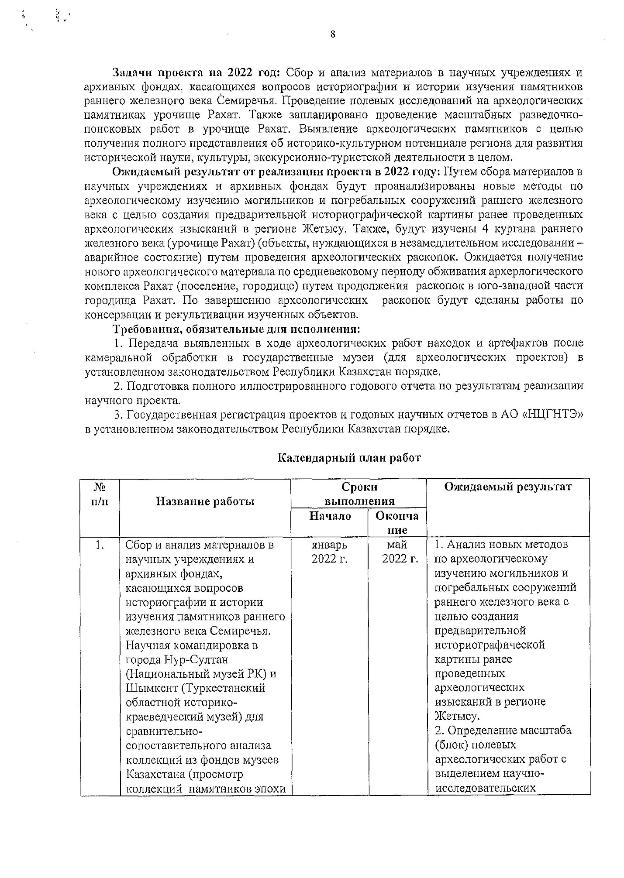 8
Задачи проекта на 2022 год: Сбор и анализ материалов в научных учреждениях и
архивных фондах, касающихся вопросов историографии и истории изучения памятников
раннего железного века Семиречья. Проведение полевых исследований на археологических
памятниках урочище Рахат. Также запланировано проведение масштабных разведочно-
поисковых работ в урочище Рахат. Выявление археологических памятников с целью
получения полного представления об историко-культурном потенциале региона для развития
исторической науки, культуры, экскурсионно-туристской деятельности в целом.
Ожидаемый результат от реализации проекта в 2022 году: Путем сбора материалов в
научных учреждениях и архивных фондах будут проанализированы новые методы по
археологическому изучению могильников и погребальных сооружений раннего железного
века с целью создания предварительной историографической картины ранее проведенных
археологических изысканий в регионе Жетысу. Также, будут изучены 4 кургана раннего
железного века (урочище Рахат) (объекты, нуждающихся в незамедлительном исследовании –
аварийное состояние) путем проведения археологических раскопок. Ожидается получение
нового археологического материала по средневековому периоду обживания археологического
комплекса Рахат (поселение, городище) путем продолжения раскопок в юго-западной части
городища Рахат. По завершению археологических раскопок будут сделаны работы по
консервации и рекультивации изученных объектов.
Требования, обязательные для исполнения:
1. Передача выявленных в ходе археологических работ находок и артефактов после
камеральной обработки в государственные музеи (для археологических проектов) в
установленном законодательством Республики Казахстан порядке.
2. Подготовка полного иллюстрированного годового отчета по результатам реализации
научного проекта.
3. Государственная регистрация проектов и годовых научных отчетов в АО «НЦГНТЭ»
в установленном законодательством Республики Казахстан порядке.
Календарный план работ
№
п/п
Название работы
Сроки
выполнения
Начало
Оконча
ние
Ожидаемый результат
1.
Сбор и анализ материалов в
научных учреждениях и
архивных фондах,
касающихся вопросов
историографии и истории
изучения памятников раннего
железного века Семиречья.
Научная командировка в
города Нур-Султан
(Национальный музей РК) и
Шымкент (Туркестанский
областной историко-
краеведческий музей) для
сравнительно-
сопоставительного анализа
коллекций из фондов музеев
Казахстана (просмотр
коллекций памятников эпохи
январь
2022 г.
май
2022 г.
1. Анализ новых методов
по археологическому
изучению могильников и
погребальных сооружений
раннего железного века с
целью создания
предварительной
историографической
картины ранее
проведенных
археологических
изысканий в регионе
Жетысу.
2. Определение масштаба
(блок) полевых
археологических работ с
выделением научно-
исследовательских